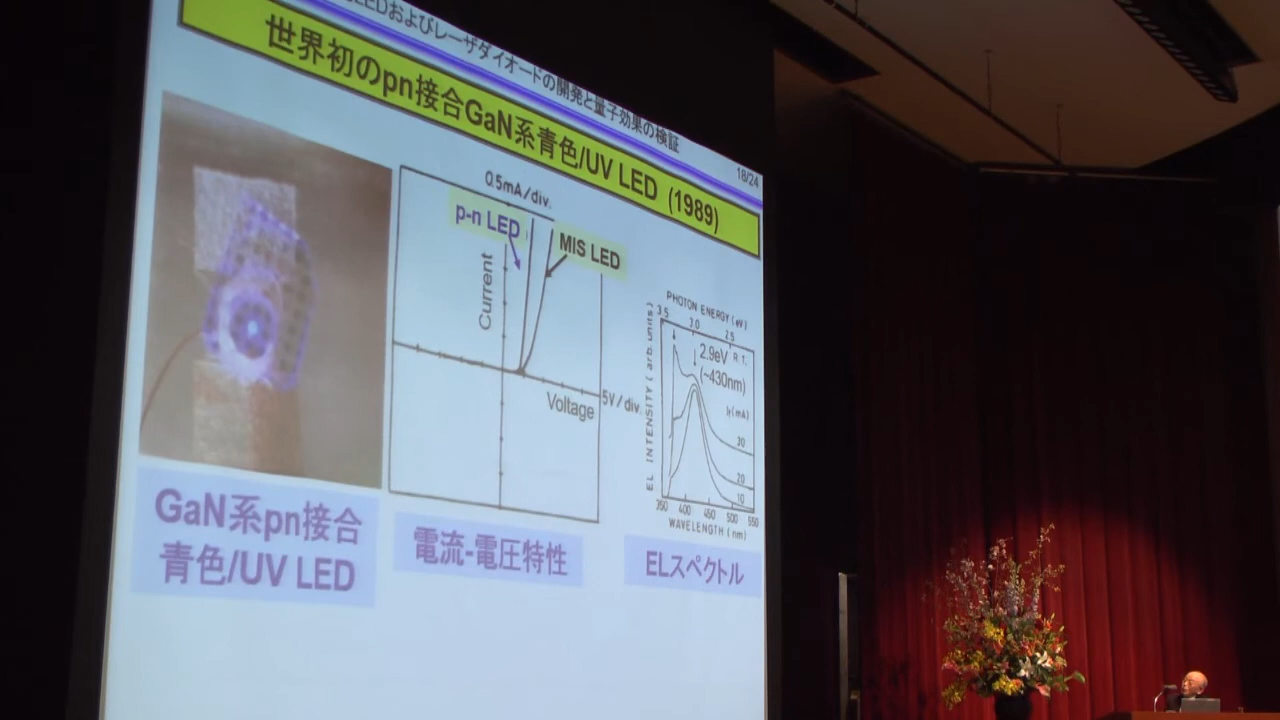 LEDおよびレーザダイオードの開発と量子効果の検証
18/24
世界初のpn接合GaN系青色/UV LED (1989)
0.5mA/div.
p-n LED
MIS LED
Current
Voltage
5V/div.
PHOTON ENERGY (eV)
3.5 3.0 2.5
2.9eV R.T.
(~430nm)
IF(mA)
30
20
10
EL INTENSITY (arb. units)
350 400 450 500 550
WAVELENGTH (nm)
GaN系pn接合
青色/UV LED
電流-電圧特性
ELスペクトル